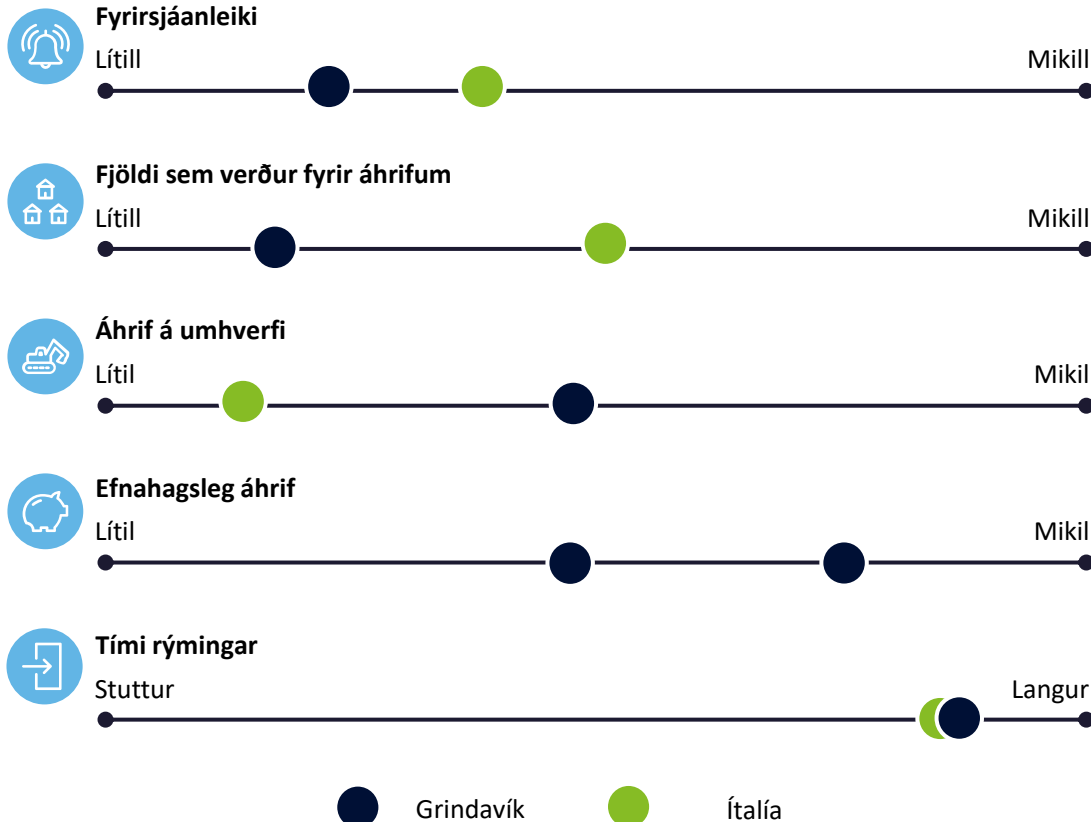 Fyrirsjáanleiki
Lítill Mikill
Fjöldi sem verður fyrir áhrifum
Lítill Mikill
Áhrif á umhverfi
Lítil Mikil
Efnahagsleg áhrif
Lítil Mikil
Tími rýmingar
Stuttur Langur
Grindavík Ítalía